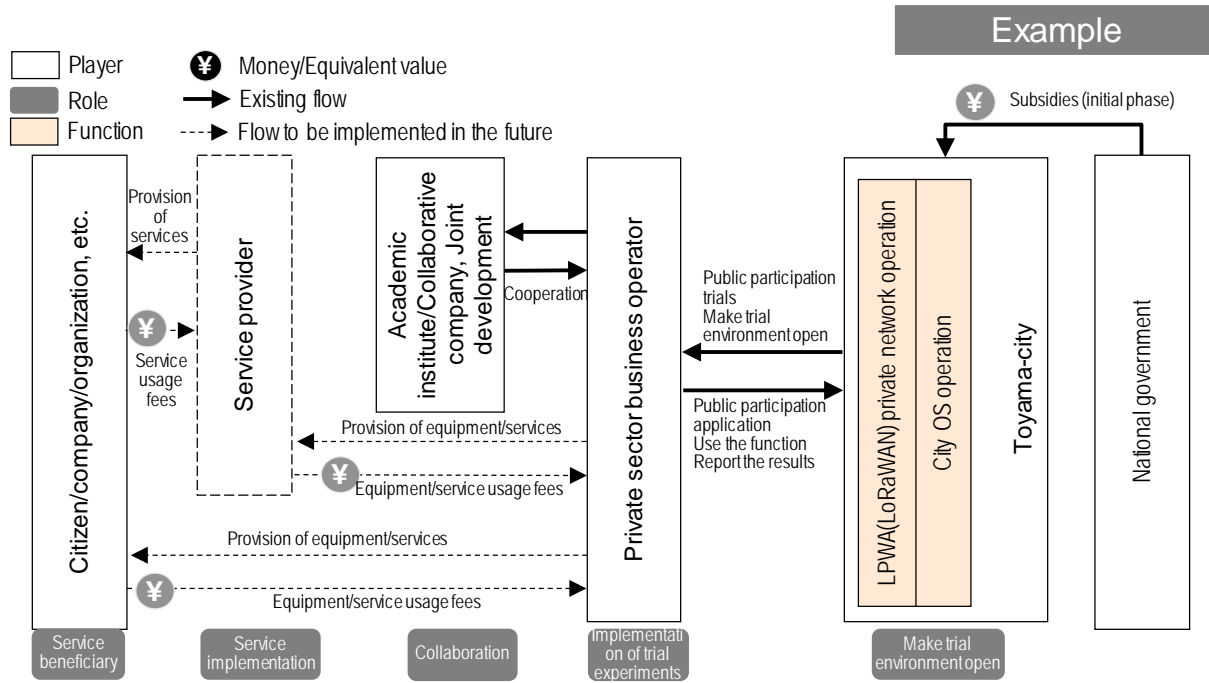 Example
Player
¥ Money/Equivalent value
Role
Existing flow
Function
Flow to be implemented in the future
¥
Subsidies (initial phase)
Citizen/company/organization, etc.
Provision
of
services
¥
Service
usage
fees
Service provider
Academic
institute/Collaborative
company, Joint
development
Cooperation
Provision of equipment/services
¥
Equipment/service usage fees
Provision of equipment/services
¥
Equipment/service usage fees
Private sector business operator
Public participation
trials
Make trial
environment open
Public participation
application
Use the function
Report the results
LPWA(LoRaWAN) private network operation
City OS operation
Toyama-city
National government
Service
beneficiary
Service
implementation
Collaboration
Implementati
on of trial
experiments
Make trial
environment open